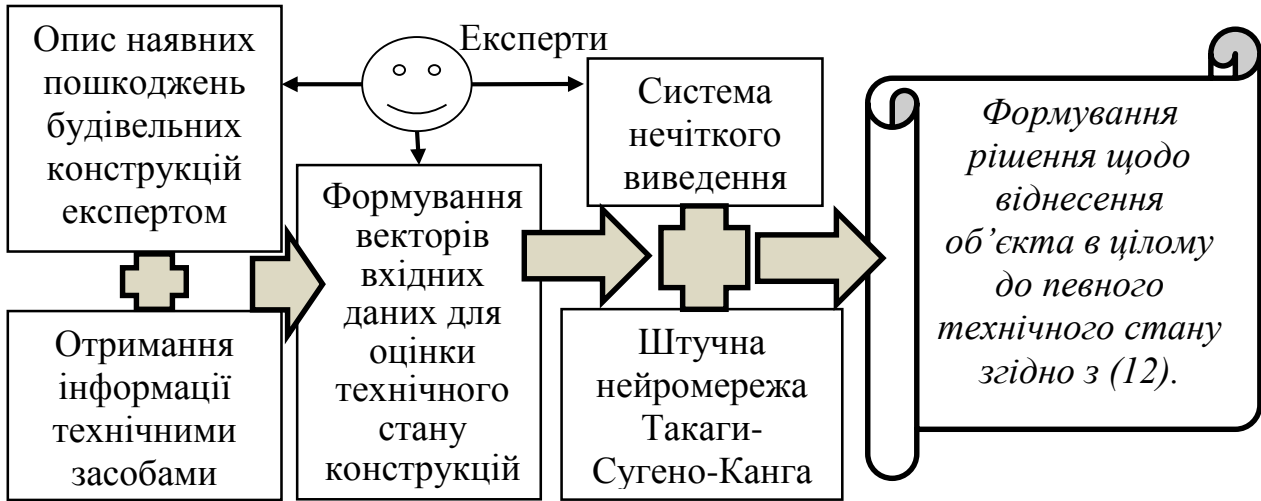 Опис наявних
пошкоджень
будівельних
конструкцій
експертом
Отримання
інформації
технічними
засобами
Експерти
Формування
векторів
вхідних
даних для
оцінки
технічного
стану
конструкцій
Система
нечіткого
виведення
Штучна
нейромережа
Такаги-
Сугено-Канга
Формування
рішення щодо
віднесення
об’єкта в цілому
до певного
технічного стану
згідно з (12).